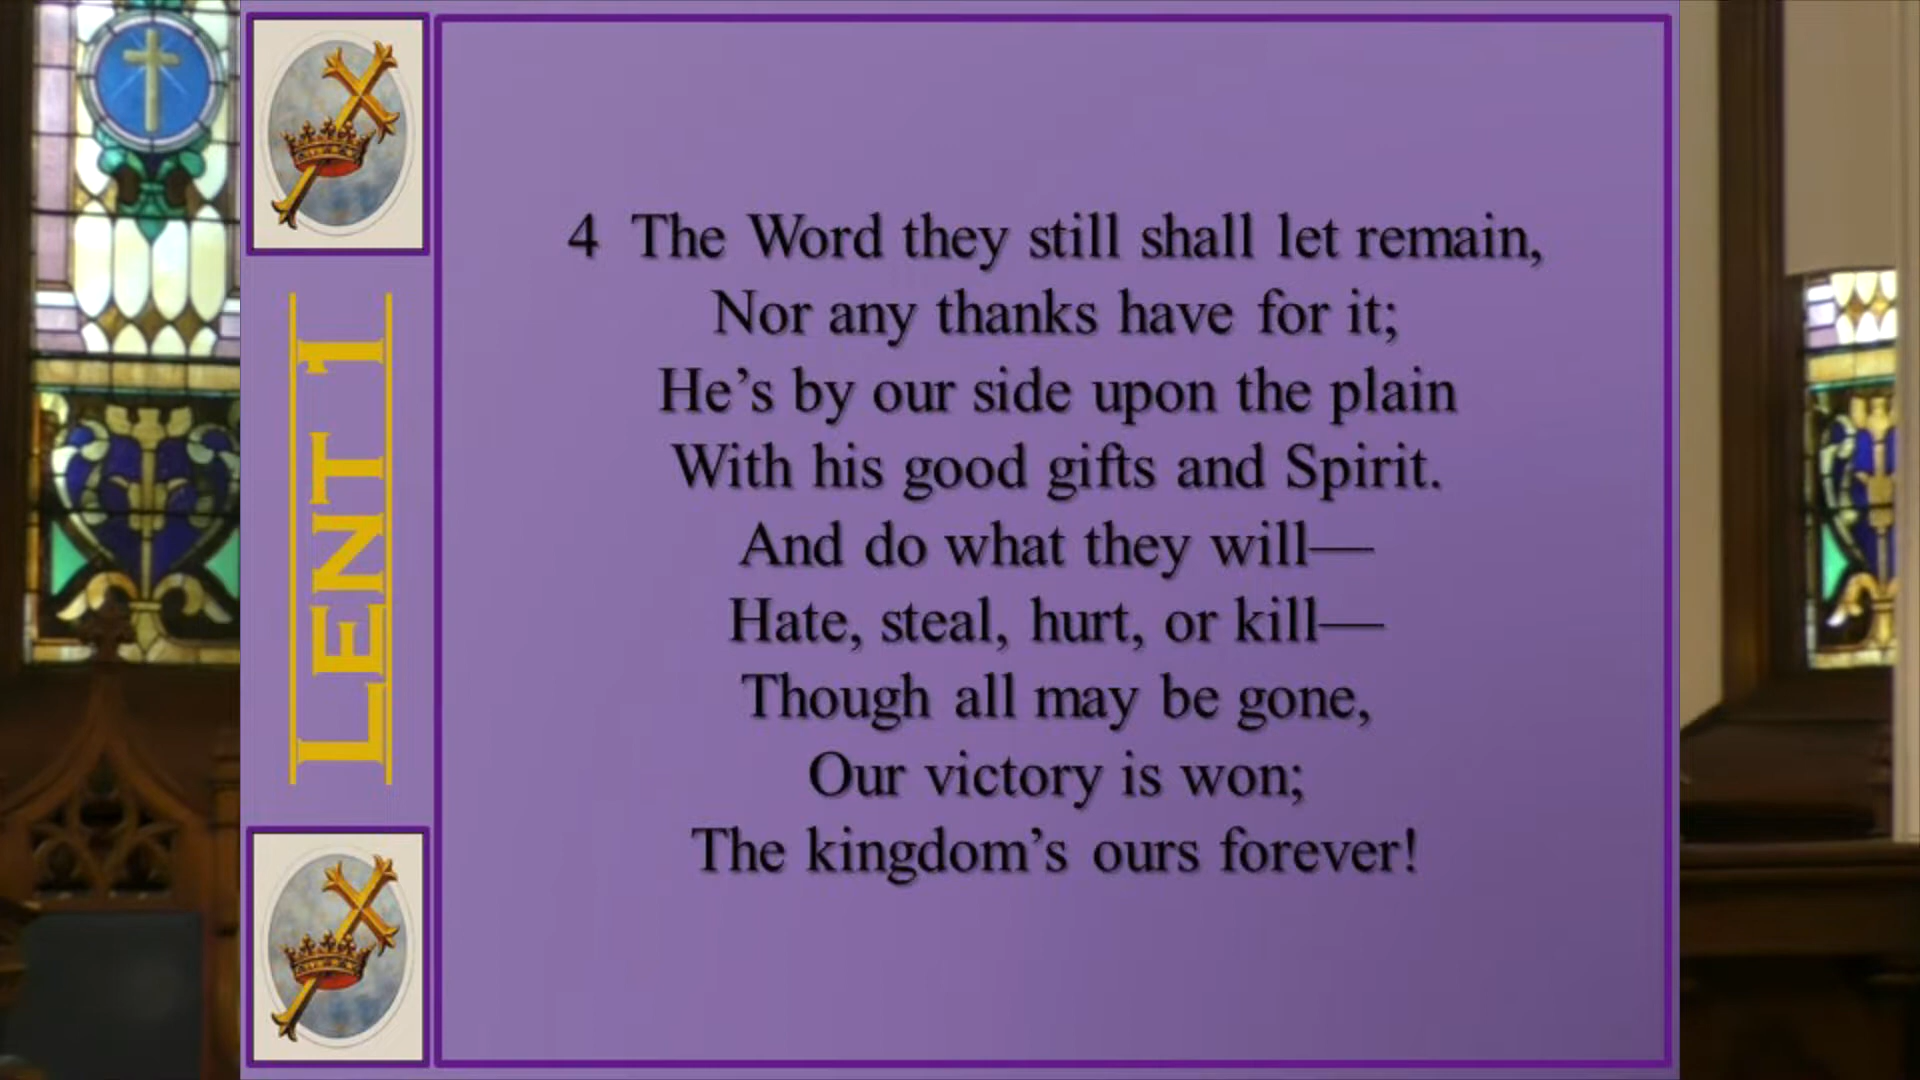 LENT 1
4 The Word they still shall let remain,
Nor any thanks have for it;
He’s by our side upon the plain
With his good gifts and Spirit.
And do what they will—
Hate, steal, hurt, or kill—
Though all may be gone,
Our victory is won;
The kingdom’s ours forever!